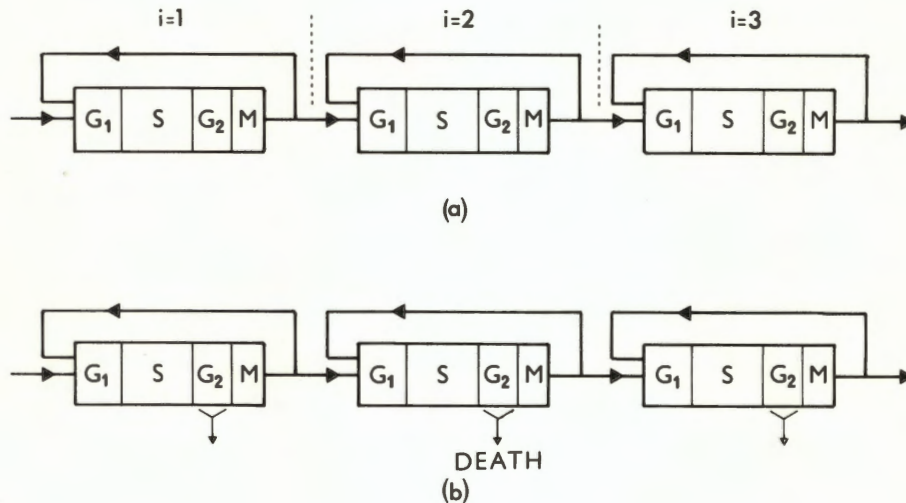 i=1 i=2 i=3
G₁ S G₂ M G₁ S G₂ M G₁ S G₂ M
(a)
G₁ S G₂ M G₁ S G₂ M G₁ S G₂ M
DEATH
(b)